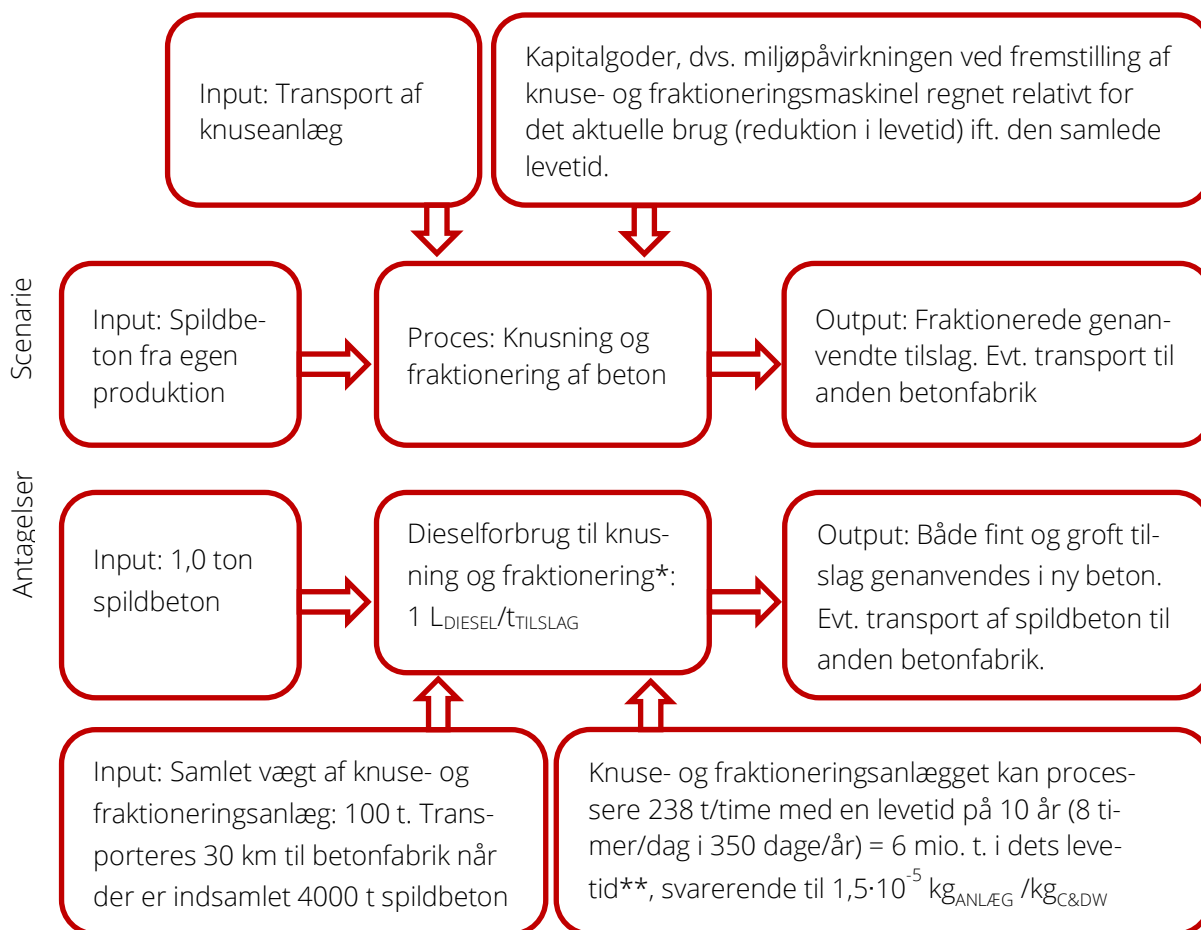 Input: Transport af
knuseanlæg
Kapitalgoder, dvs. miljøpåvirkningen ved fremstilling af
knuse- og fraktioneringsmaskinel regnet relativt for
det aktuelle brug (reduktion i levetid) ift. den samlede
levetid.
Scenarie
Input: Spildbe-
ton fra egen
produktion
Proces: Knusning og
fraktionering af beton
Output: Fraktionerede genan-
vendte tilslag. Evt. transport til
anden betonfabrik
Antagelser
Input: 1,0 ton
spildbeton
Dieselforbrug til knus-
ning og fraktionering*:
1 L_DIESEL/t_TILSLAG
Output: Både fint og groft til-
slag genanvendes i ny beton.
Evt. transport af spildbeton til
anden betonfabrik.
Input: Samlet vægt af knuse- og
fraktioneringsanlæg: 100 t. Trans-
porteres 30 km til betonfabrik når
der er indsamlet 4000 t spildbeton
Knuse- og fraktioneringsanlægget kan proces-
sere 238 t/time med en levetid på 10 år (8 ti-
mer/dag i 350 dage/år) = 6 mio. t. i dets leve-
tid**, svarerende til 1,5·10⁻⁵ kg_ANLÆG /kg_C&DW